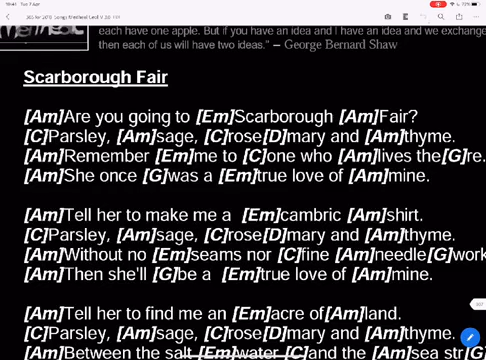 each have one apple. But if you have an idea and I have an idea and we exchange
then each of us will have two ideas." – George Bernard Shaw
Scarborough Fair
[Am]Are you going to [Em]Scarborough [Am]Fair?
[C]Parsley, [Am]sage, [C]rose[D]mary and [Am]thyme.
[Am]Remember [Em]me to [C]one who [Am]lives the[G]re.
[Am]She once [G]was a [Em]true love of [Am]mine.
[Am]Tell her to make me a [Em]cambric [Am]shirt.
[C]Parsley, [Am]sage, [C]rose[D]mary and [Am]thyme.
[Am]Without no [Em]seams nor [C]fine [Am]needle[G]work
[Am]Then she'll [G]be a [Em]true love of [Am]mine.
[Am]Tell her to find me an [Em]acre of[Am]land.
[C]Parsley, [Am]sage, [C]rose[D]mary and [Am]thyme.
[Am]Between the salt [Em]water [C]and the [Am]sea str[G]